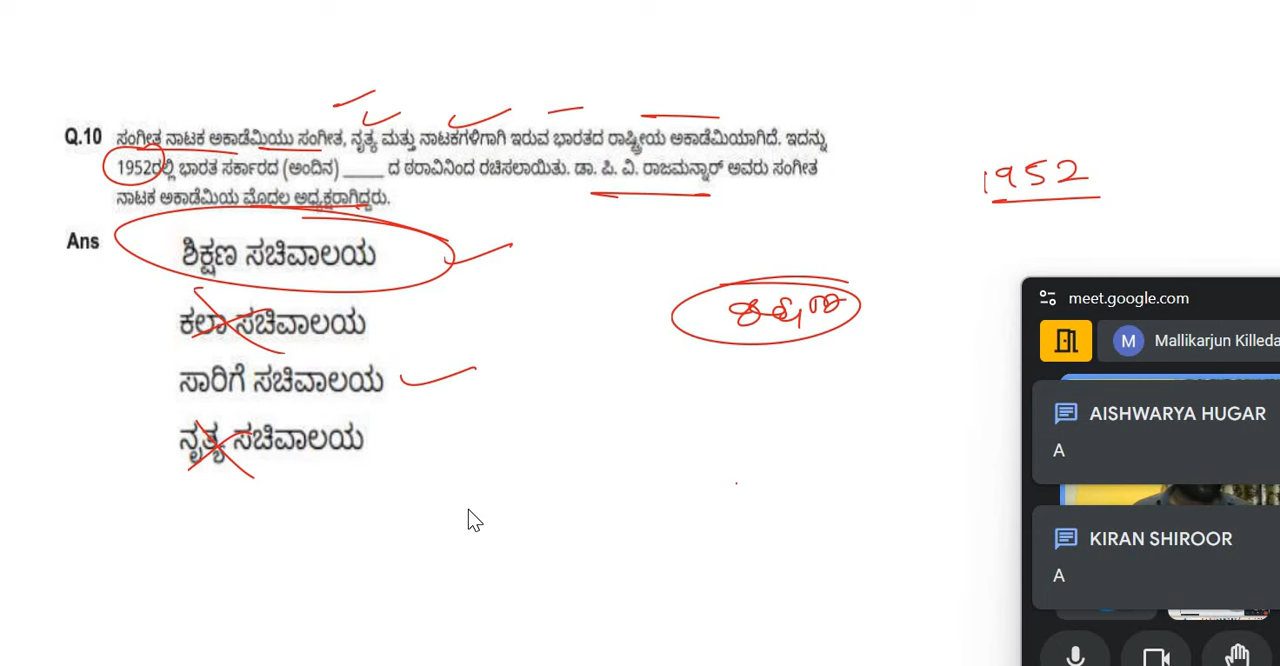 Q.10 ಸಂಗೀತ ನಾಟಕ ಅಕಾಡೆಮಿಯು ಸಂಗೀತ, ನೃತ್ಯ ಮತ್ತು ನಾಟಕಗಳಿಗಾಗಿ ಇರುವ ಭಾರತದ ರಾಷ್ಟ್ರೀಯ ಅಕಾಡೆಮಿಯಾಗಿದೆ. ಇದನ್ನು
1952ರಲ್ಲಿ ಭಾರತ ಸರ್ಕಾರದ (ಅಂದಿನ) ____ ದ ಠರಾವಿನಿಂದ ರಚಿಸಲಾಯಿತು. ಡಾ. ಪಿ. ವಿ. ರಾಜಮನ್ನಾರ್ ಅವರು ಸಂಗೀತ
ನಾಟಕ ಅಕಾಡೆಮಿಯ ಮೊದಲ ಅಧ್ಯಕ್ಷರಾಗಿದ್ದರು.
1952
Ans ಶಿಕ್ಷಣ ಸಚಿವಾಲಯ
ಕಲಾ ಸಚಿವಾಲಯ
ಸಾರಿಗೆ ಸಚಿವಾಲಯ
ನೃತ್ಯ ಸಚಿವಾಲಯ
meet.google.com
M Mallikarjun Killeda
AISHWARYA HUGAR
A
KIRAN SHIROOR
A